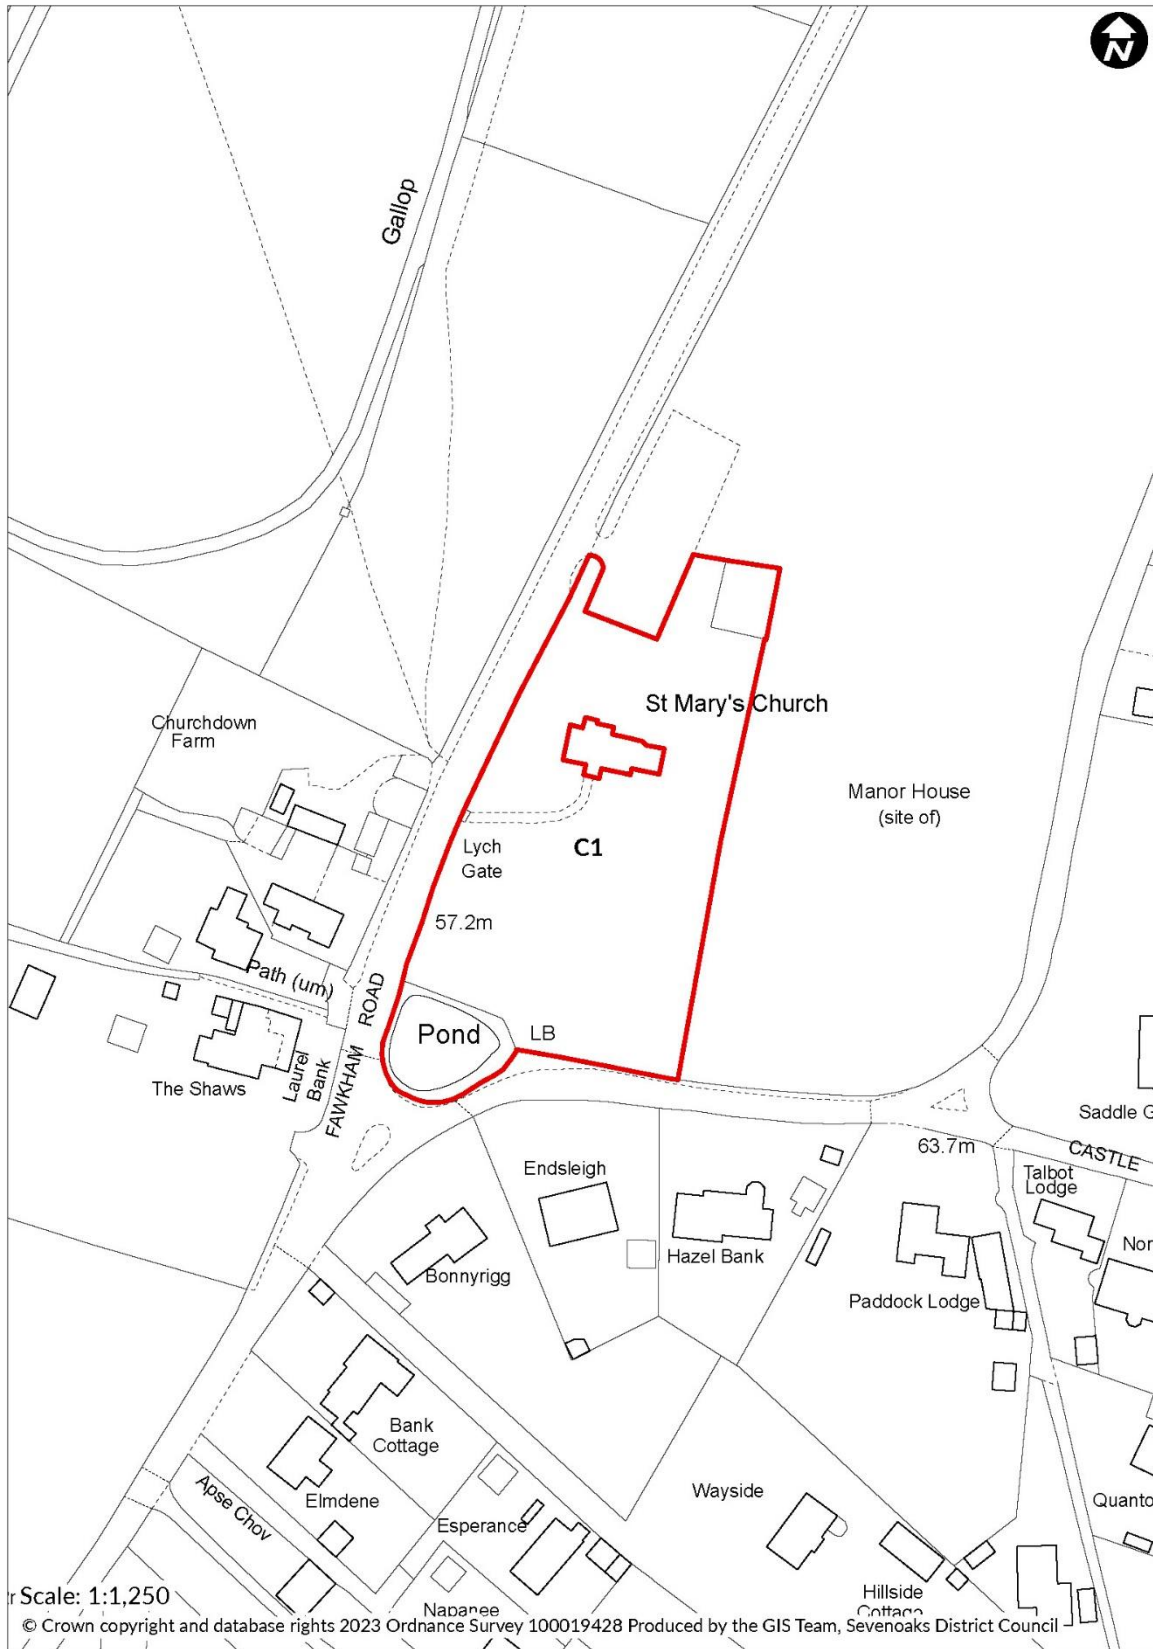 N
Gallop
St Mary's Church
Churchdown
Farm
Manor House
(site of)
Lych
Gate
C1
57.2m
Path (um)
FAWKHAM ROAD
Pond
LB
Laurel
Bank
The Shaws
Saddle G
63.7m
CASTLE
Talbot
Lodge
Endsleigh
Nor
Hazel Bank
Bonnyrigg
Paddock Lodge
Bank
Cottage
Wayside
Apse Chov
Elmdene
Quanto
Esperance
Hillside
Cottage
Napanee
Scale: 1:1,250
© Crown copyright and database rights 2023 Ordnance Survey 100019428 Produced by the GIS Team, Sevenoaks District Council